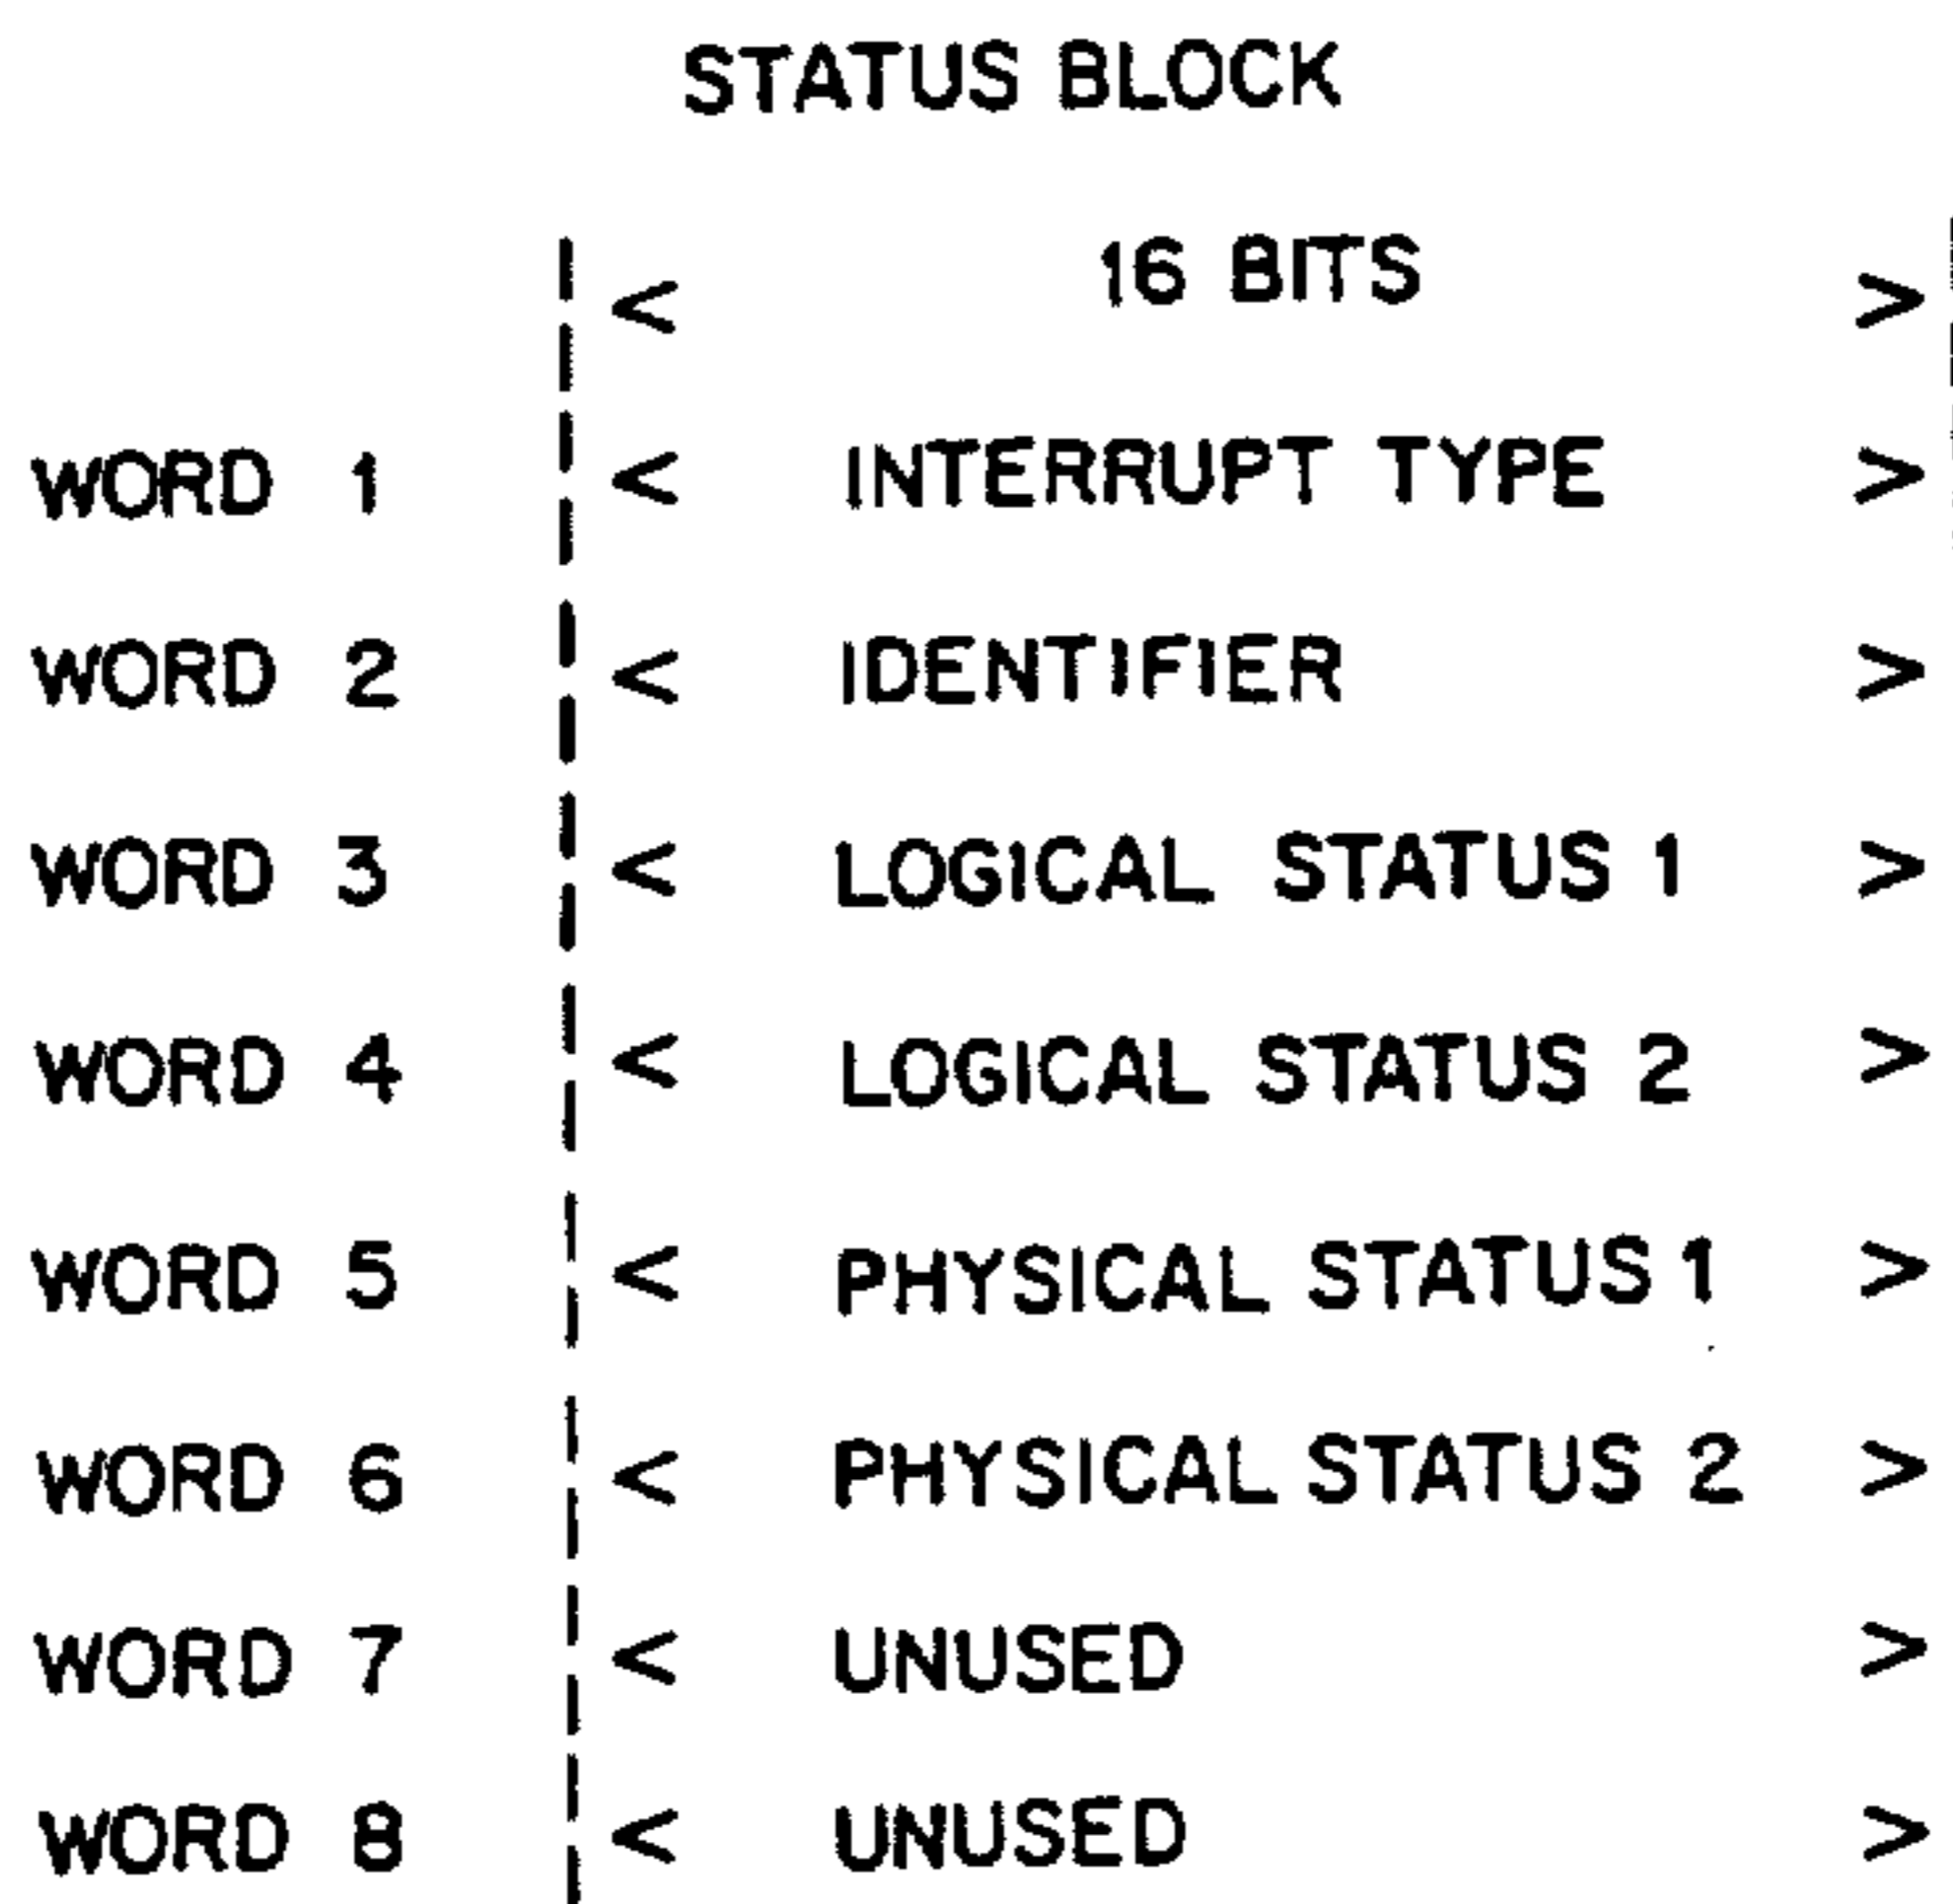 STATUS BLOCK
< 16 BITS >
WORD 1 < INTERRUPT TYPE >
WORD 2 < IDENTIFIER >
WORD 3 < LOGICAL STATUS 1 >
WORD 4 < LOGICAL STATUS 2 >
WORD 5 < PHYSICAL STATUS 1 >
WORD 6 < PHYSICAL STATUS 2 >
WORD 7 < UNUSED >
WORD 8 < UNUSED >